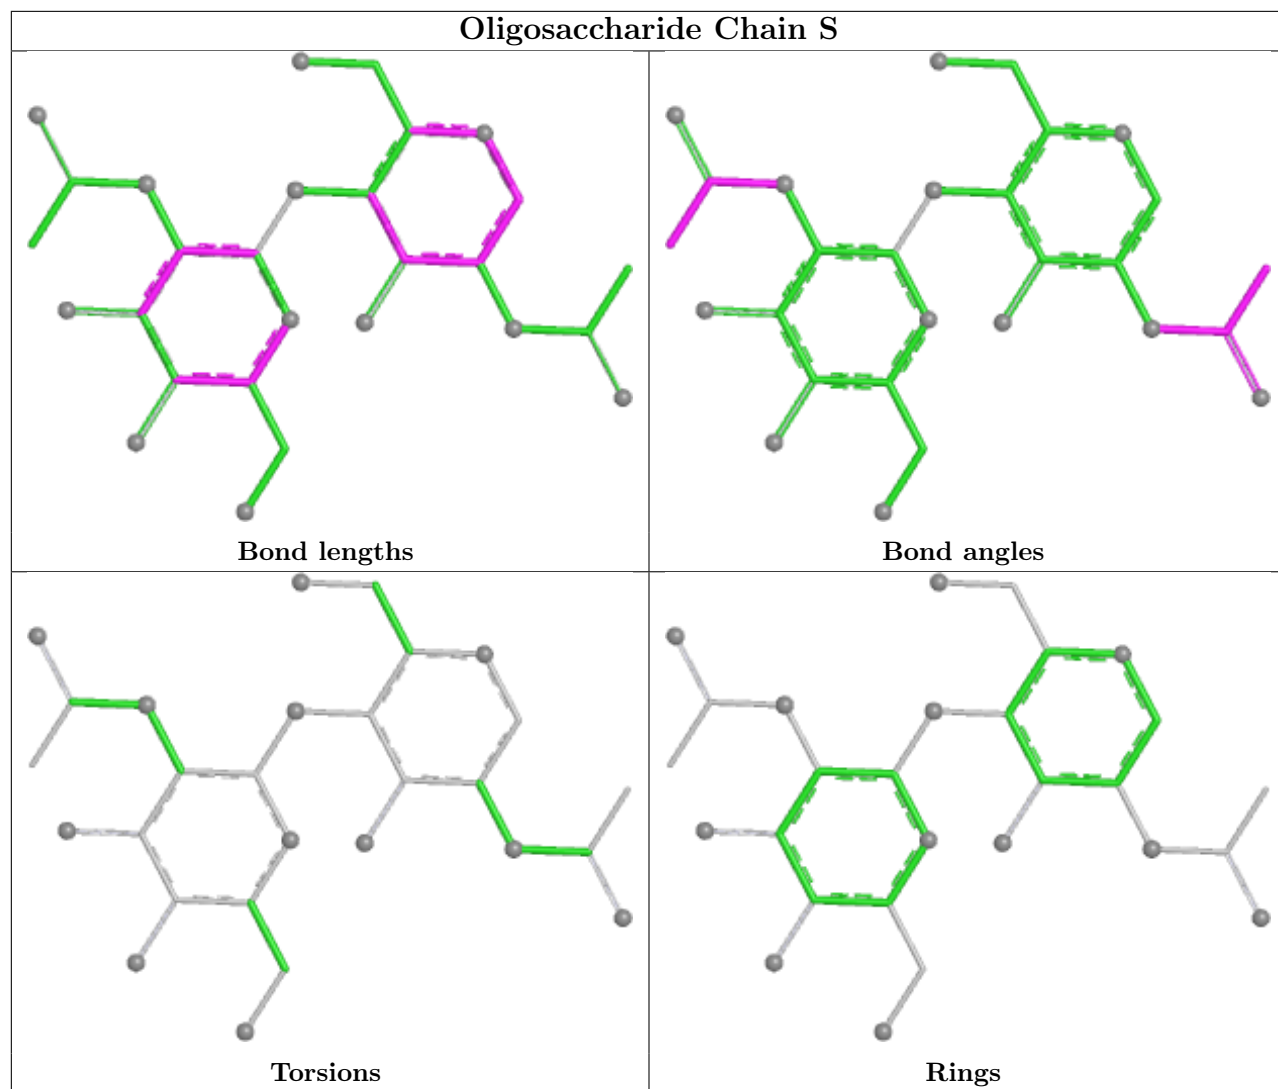 Oligosaccharide Chain S
Bond lengths
Bond angles
Torsions
Rings